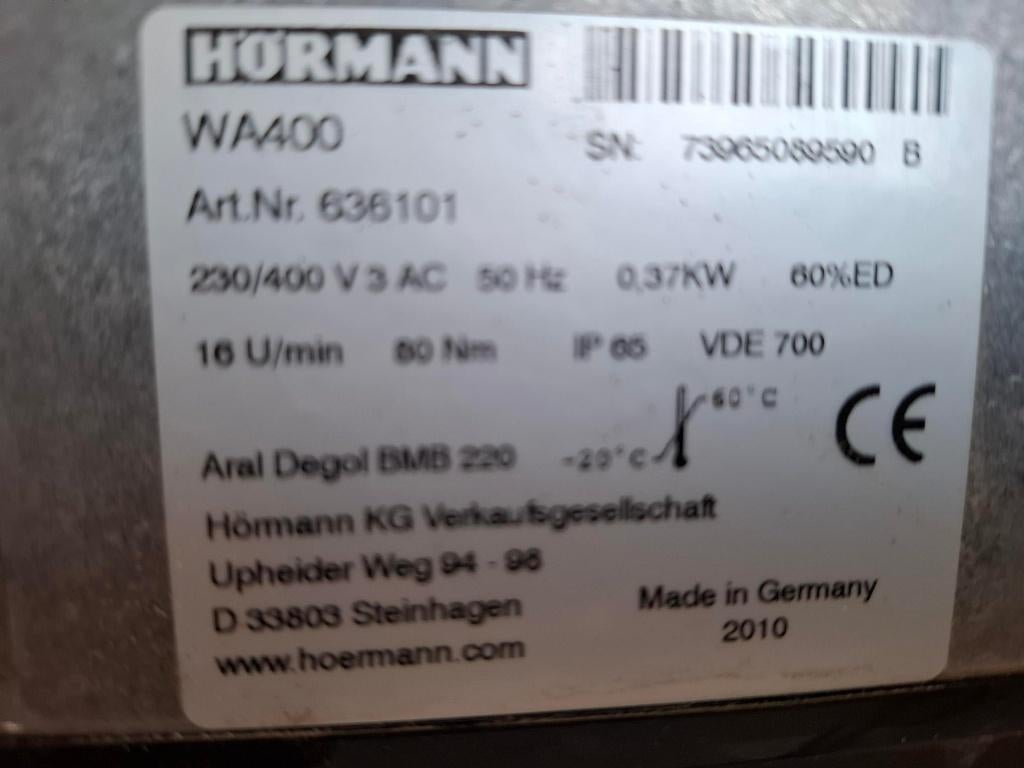 HÖRMANN
WA400
SN: 73965089590 B
Art.Nr. 636101
230/400 V 3 AC 50 Hz 0,37KW 60%ED
16 U/min 80 Nm IP 65 VDE 700
60°C
Aral Degol BMB 220 -20°C
CE
Hörmann KG Verkaufsgesellschaft
Upheider Weg 94 - 98
D 33803 Steinhagen
www.hoermann.com
Made in Germany
2010